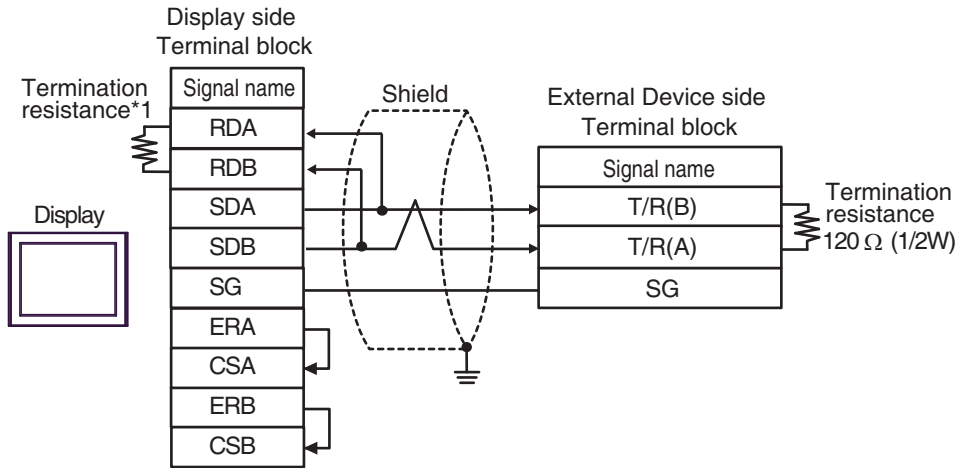 Display side
Terminal block
Termination
resistance*1
Signal name
RDA
RDB
SDA
SDB
SG
ERA
CSA
ERB
CSB
Display
Shield
External Device side
Terminal block
Signal name
T/R(B)
T/R(A)
SG
Termination
resistance
120 Ω (1/2W)